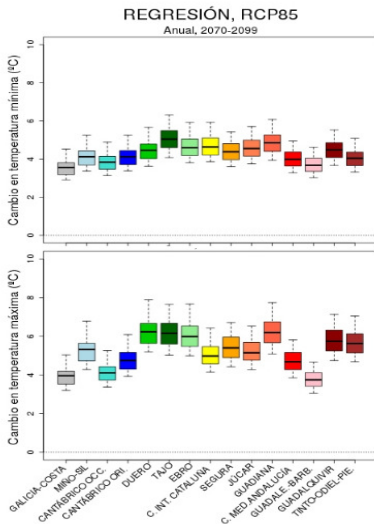 REGRESIÓN, RCP85
Anual, 2070-2099
Cambio en temperatura mínima (ºC)
10
8
6
4
2
0
Cambio en temperatura máxima (ºC)
10
8
6
4
2
0
GALICIA-COSTA
MIÑO-SIL
CANTÁBRICO OCC.
CANTÁBRICO ORI.
DUERO
TAJO
EBRO
C. INT. CATALUÑA
SEGURA
JÚCAR
GUADIANA
C. MED.ANDALUCÍA
GUADALE.-BARB.
GUADALQUIVIR
TINTO-ODIEL-PIE.